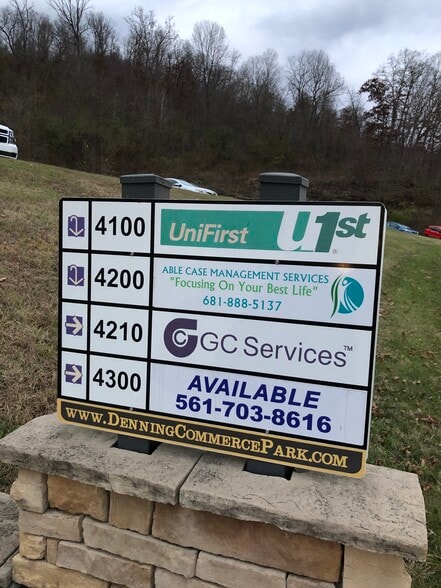 4100 UniFirst U1st®
4200 ABLE CASE MANAGEMENT SERVICES
"Focusing On Your Best Life"
681-888-5137
4210 GC Services™
4300 AVAILABLE
561-703-8616
www.DenningCommercePark.com